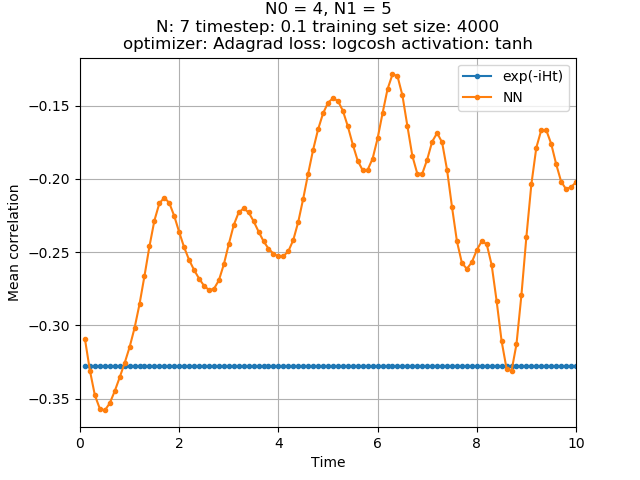 N0 = 4, N1 = 5
N: 7 timestep: 0.1 training set size: 4000
optimizer: Adagrad loss: logcosh activation: tanh
exp(-iHt)
NN
Mean correlation
−0.15
−0.20
−0.25
−0.30
−0.35
0 2 4 6 8 10
Time